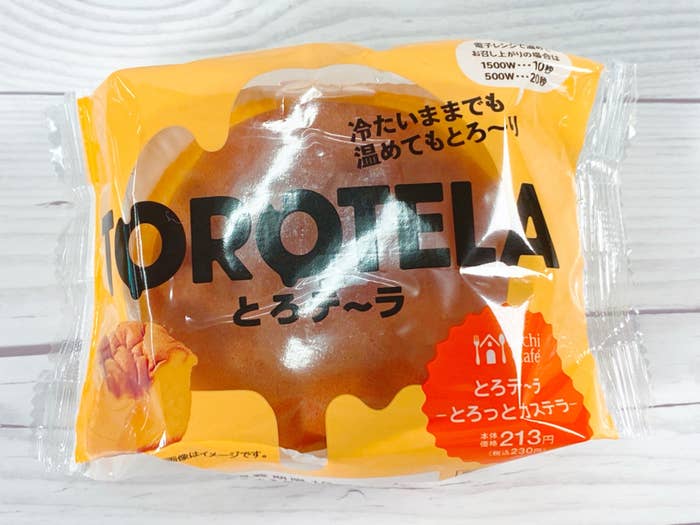 電子レンジで温めて
お召し上がりの場合は
1500W･･･10秒
500W･･･20秒
冷たいままでも
温めてもとろ〜り
TOROTELA
とろテ〜ラ
Uchi
Café
とろテ〜ラ
-とろっとカステラ-
本体
価格 213円
(税込230円)
画像はイメージです。